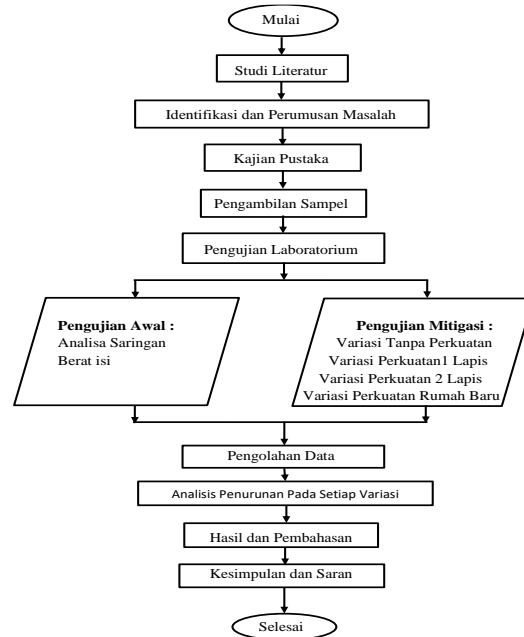 Mulai
Studi Literatur
Identifikasi dan Perumusan Masalah
Kajian Pustaka
Pengambilan Sampel
Pengujian Laboratorium
Pengujian Awal :
Analisa Saringan
Berat isi
Pengujian Mitigasi :
Variasi Tanpa Perkuatan
Variasi Perkuatan1 Lapis
Variasi Perkuatan 2 Lapis
Variasi Perkuatan Rumah Baru
Pengolahan Data
Analisis Penurunan Pada Setiap Variasi
Hasil dan Pembahasan
Kesimpulan dan Saran
Selesai